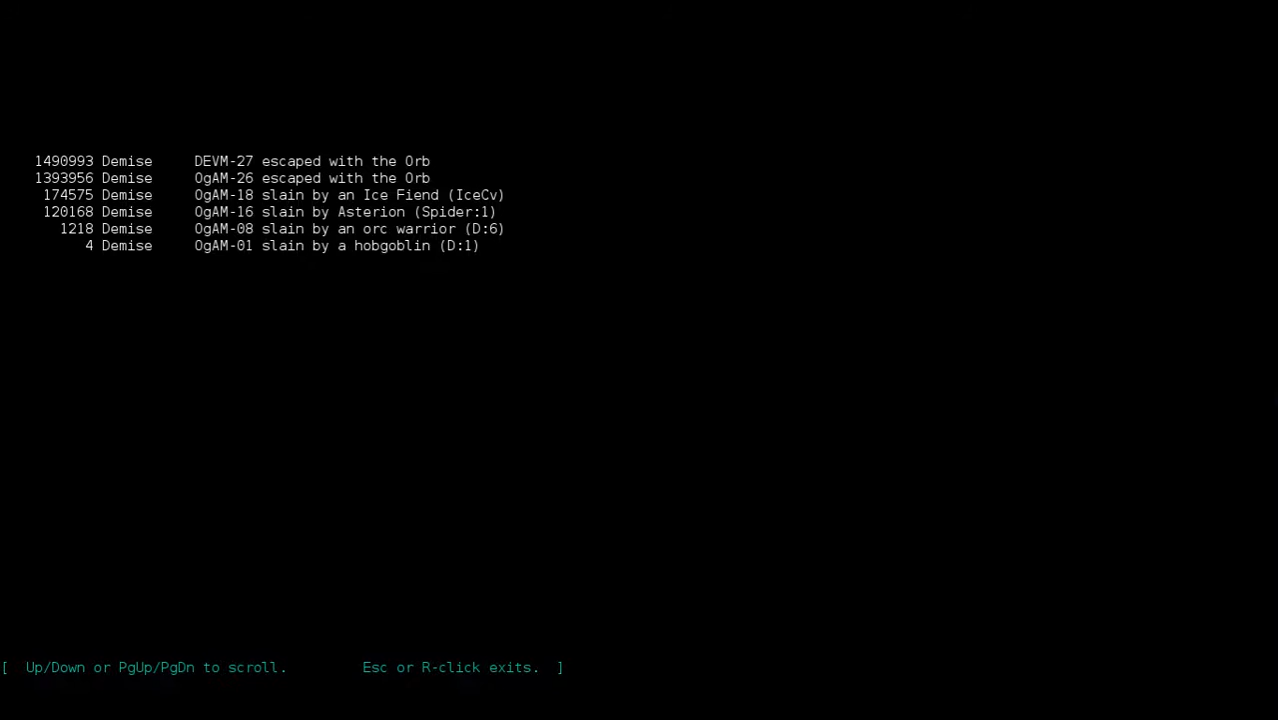 1490993 Demise DEVM-27 escaped with the Orb
1393956 Demise OgAM-26 escaped with the Orb
174575 Demise OgAM-18 slain by an Ice Fiend (IceCv)
120168 Demise OgAM-16 slain by Asterion (Spider:1)
1218 Demise OgAM-08 slain by an orc warrior (D:6)
4 Demise OgAM-01 slain by a hobgoblin (D:1)
[ Up/Down or PgUp/PgDn to scroll. Esc or R-click exits. ]